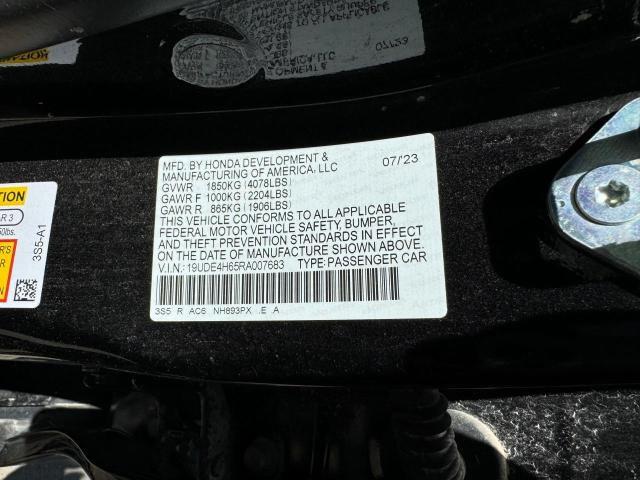 MFD. BY HONDA DEVELOPMENT & 07/23
MANUFACTURING OF AMERICA, LLC
GVWR 1850KG (4078LBS)
GAWR F 1000KG (2204LBS)
GAWR R 865KG (1906LBS)
THIS VEHICLE CONFORMS TO ALL APPLICABLE
FEDERAL MOTOR VEHICLE SAFETY, BUMPER,
AND THEFT PREVENTION STANDARDS IN EFFECT
ON THE DATE OF MANUFACTURE SHOWN ABOVE.
V.I.N.: 19UDE4H65RA007683 TYPE: PASSENGER CAR
3S5 R AC6 NH893PX .E A
3S5-A1
07/23